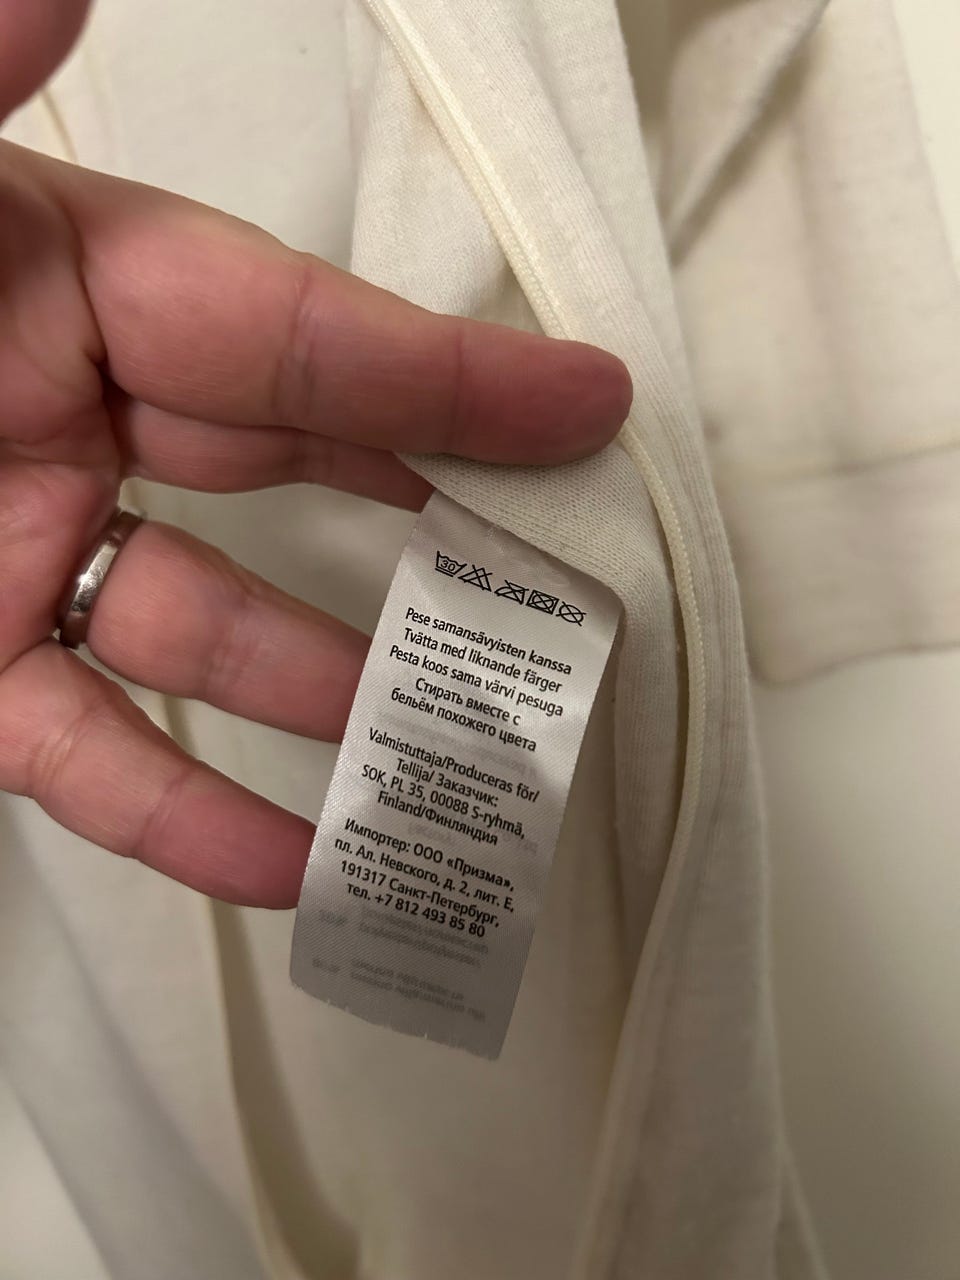 30
Pese samansävyisten kanssa
Tvätta med liknande färger
Pesta koos sama värvi pesuga
Стирать вместе с
бельём похожего цвета
Valmistuttaja/Produceras för/
Tellija/ Заказчик:
SOK, PL 35, 00088 S-ryhmä,
Finland/Финляндия
Импортер: ООО «Призма»,
пл. Ал. Невского, д. 2, лит. Е,
191317 Санкт-Петербург,
тел. +7 812 493 85 80